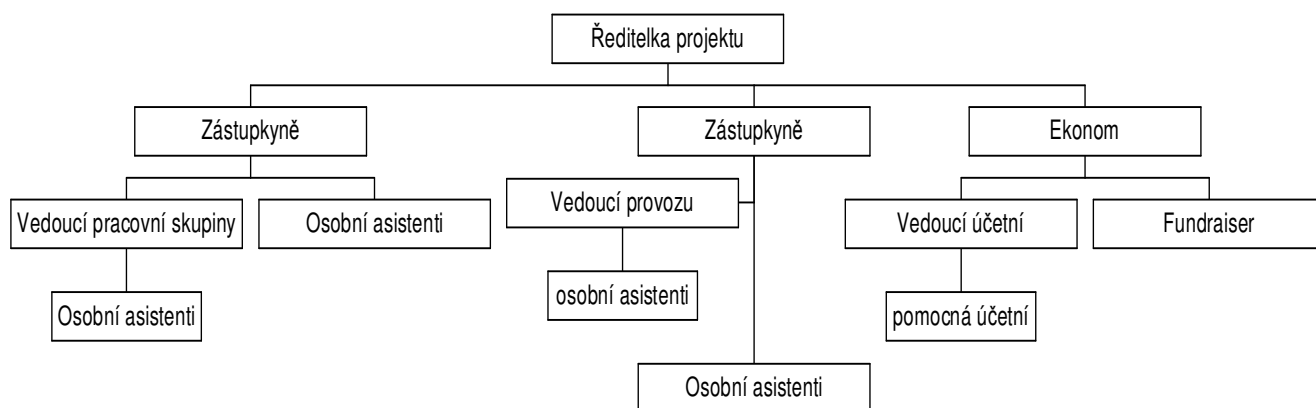 Ředitelka projektu
Zástupkyně
Zástupkyně
Ekonom
Vedoucí pracovní skupiny
Osobní asistenti
Vedoucí provozu
Vedoucí účetní
Fundraiser
Osobní asistenti
osobní asistenti
pomocná účetní
Osobní asistenti